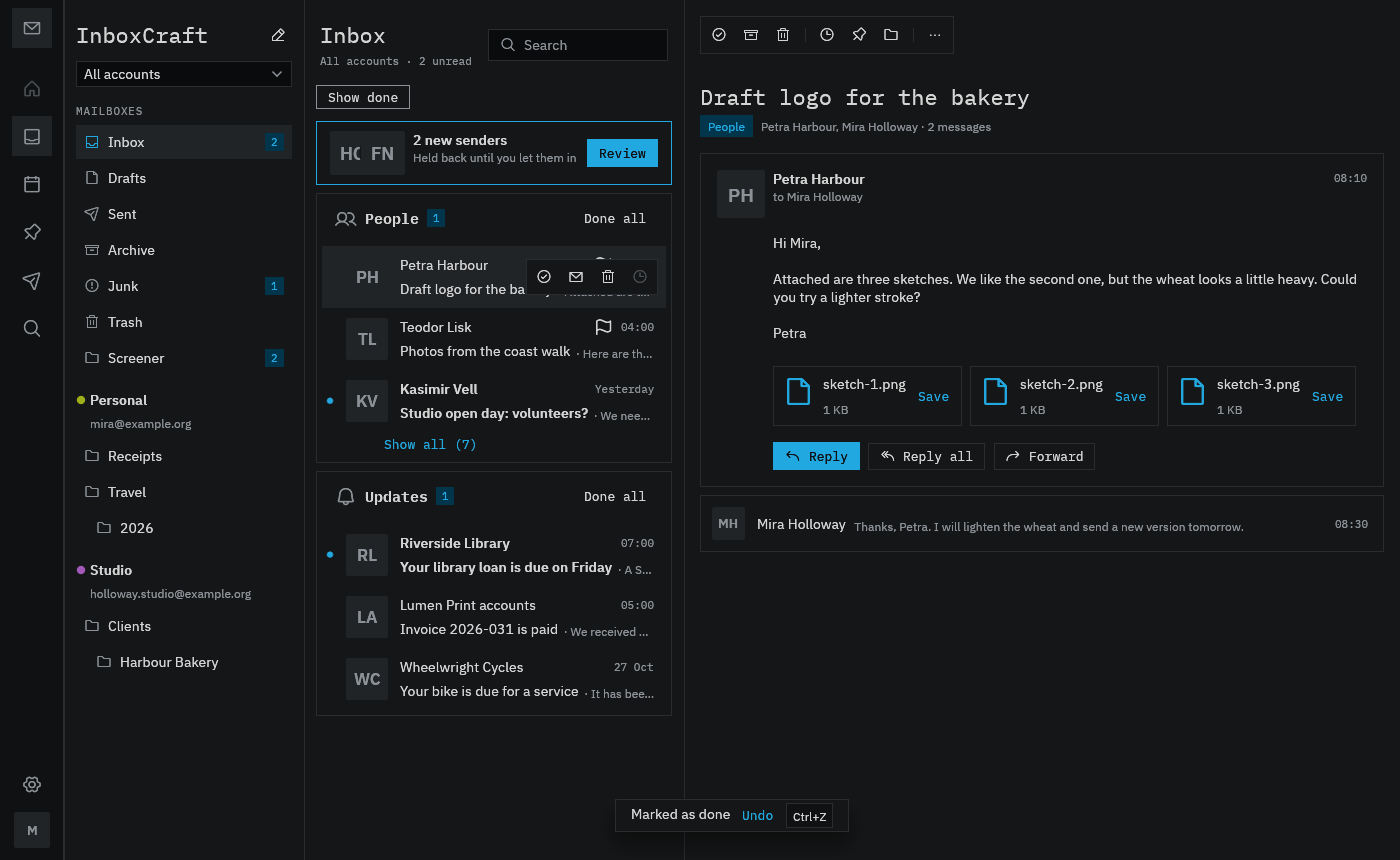 InboxCraft
All accounts
MAILBOXES
Inbox 2
Drafts
Sent
Archive
Junk 1
Trash
Screener 2
Personal
mira@example.org
Receipts
Travel
2026
Studio
holloway.studio@example.org
Clients
Harbour Bakery
M
Inbox
All accounts · 2 unread
Search
Show done
FN
2 new senders
Held back until you let them in
Review
People 1
Done all
PH
Petra Harbour
Draft logo for the
TL
Teodor Lisk
04:00
Photos from the coast walk · Here are th...
KV
Kasimir Vell
Yesterday
Studio open day: volunteers? · We nee...
Show all (7)
Updates 1
Done all
RL
Riverside Library
07:00
Your library loan is due on Friday · A S...
LA
Lumen Print accounts
05:00
Invoice 2026-031 is paid · We received ...
WC
Wheelwright Cycles
27 Oct
Your bike is due for a service · It has bee...
Draft logo for the bakery
People
Petra Harbour, Mira Holloway · 2 messages
PH
Petra Harbour
08:10
to Mira Holloway
Hi Mira,
Attached are three sketches. We like the second one, but the wheat looks a little heavy. Could
you try a lighter stroke?
Petra
sketch-1.png
1 KB
Save
sketch-2.png
1 KB
Save
sketch-3.png
1 KB
Save
Reply
Reply all
Forward
MH
Mira Holloway
Thanks, Petra. I will lighten the wheat and send a new version tomorrow.
08:30
Marked as done
Undo
Ctrl+Z